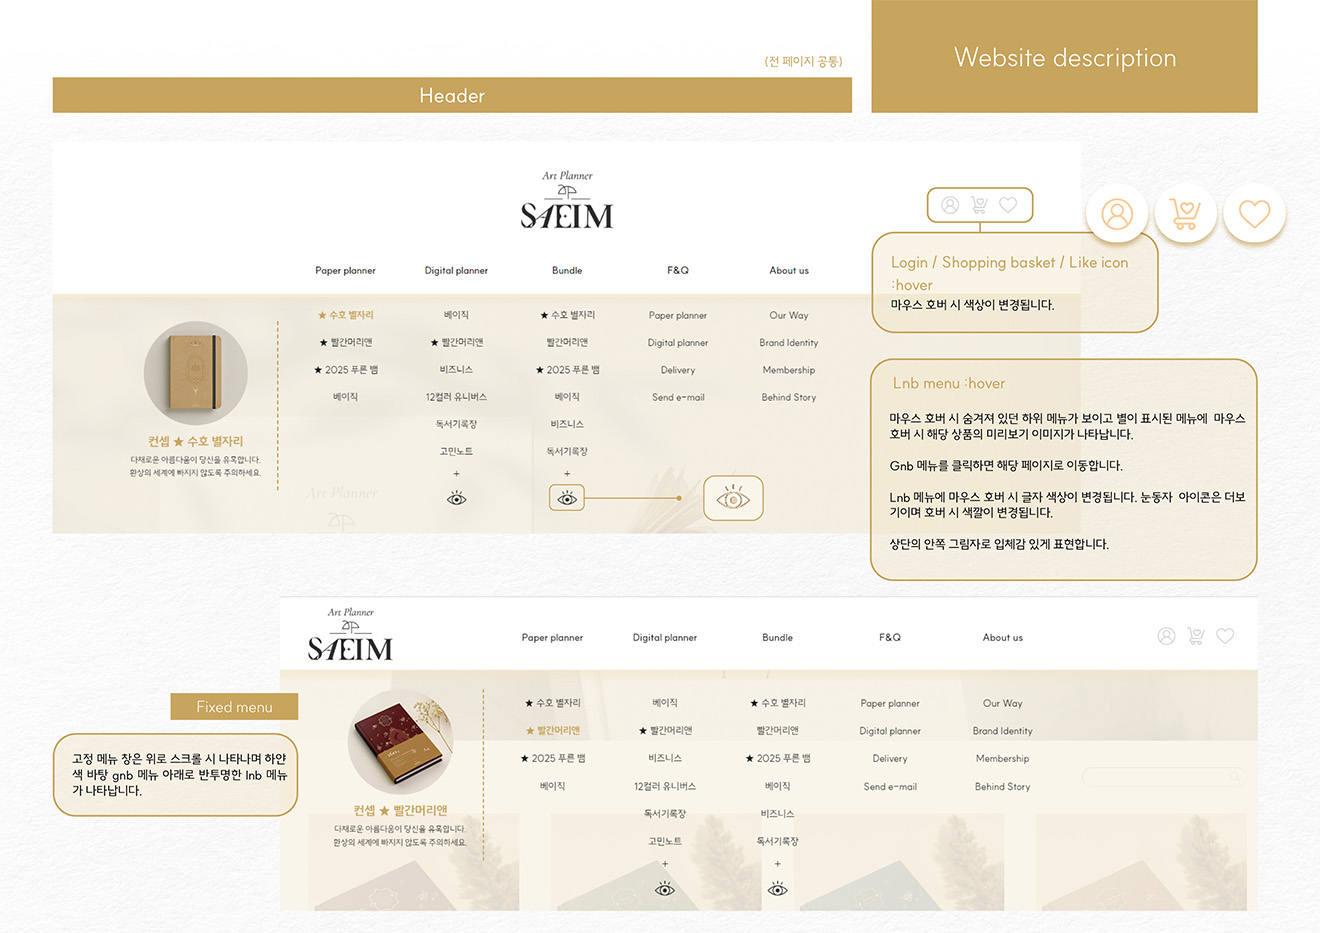 (전 페이지 공통)
Website description
Header
Art Planner
SAEIM
Paper planner
Digital planner
Bundle
F&Q
About us
★ 수호 별자리
★ 빨간머리앤
★ 2025 푸른 뱀
베이직
베이직
★ 빨간머리앤
비즈니스
12컬러 유니버스
독서기록장
고민노트
+
★ 수호 별자리
빨간머리앤
★ 2025 푸른 뱀
베이직
비즈니스
독서기록장
+
Paper planner
Digital planner
Delivery
Send e-mail
Our Way
Brand Identity
Membership
Behind Story
컨셉 ★ 수호 별자리
다채로운 아름다움이 당신을 유혹합니다.
환상의 세계에 빠지지 않도록 주의하세요.
Art Planner
Login / Shopping basket / Like icon
:hover
마우스 호버 시 색상이 변경됩니다.
Lnb menu :hover
마우스 호버 시 숨겨져 있던 하위 메뉴가 보이고 별이 표시된 메뉴에 마우스
호버 시 해당 상품의 미리보기 이미지가 나타납니다.
Gnb 메뉴를 클릭하면 해당 페이지로 이동합니다.
Lnb 메뉴에 마우스 호버 시 글자 색상이 변경됩니다. 눈동자 아이콘은 더보
기이며 호버 시 색깔이 변경됩니다.
상단의 안쪽 그림자로 입체감 있게 표현합니다.
Fixed menu
고정 메뉴 창은 위로 스크롤 시 나타나며 하얀
색 바탕 gnb 메뉴 아래로 반투명한 lnb 메뉴
가 나타납니다.
Art Planner
SAEIM
Paper planner
Digital planner
Bundle
F&Q
About us
★ 수호 별자리
★ 빨간머리앤
★ 2025 푸른 뱀
베이직
베이직
★ 빨간머리앤
비즈니스
12컬러 유니버스
독서기록장
고민노트
+
★ 수호 별자리
빨간머리앤
★ 2025 푸른 뱀
베이직
비즈니스
독서기록장
+
Paper planner
Digital planner
Delivery
Send e-mail
Our Way
Brand Identity
Membership
Behind Story
컨셉 ★ 빨간머리앤
다채로운 아름다움이 당신을 유혹합니다.
환상의 세계에 빠지지 않도록 주의하세요.